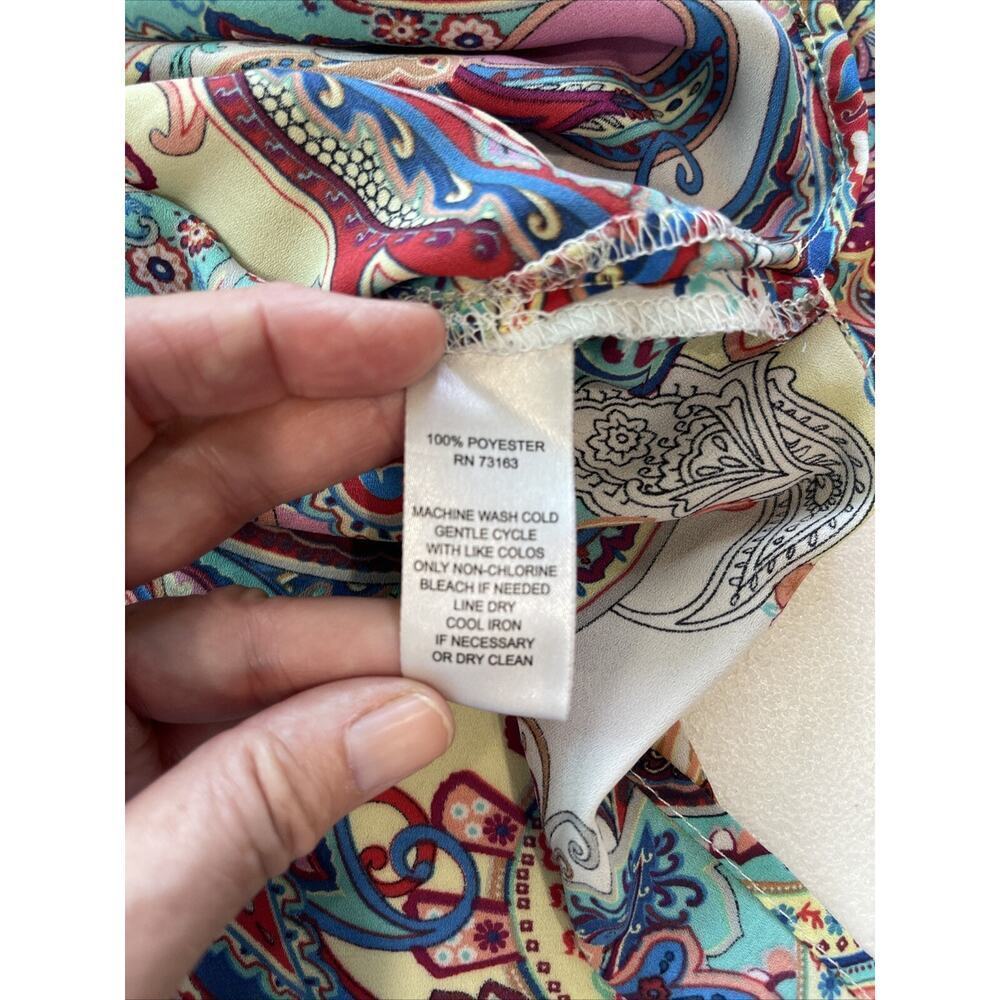 100% POYESTER
RN 73163
MACHINE WASH COLD
GENTLE CYCLE
WITH LIKE COLOS
ONLY NON-CHLORINE
BLEACH IF NEEDED
LINE DRY
COOL IRON
IF NECESSARY
OR DRY CLEAN